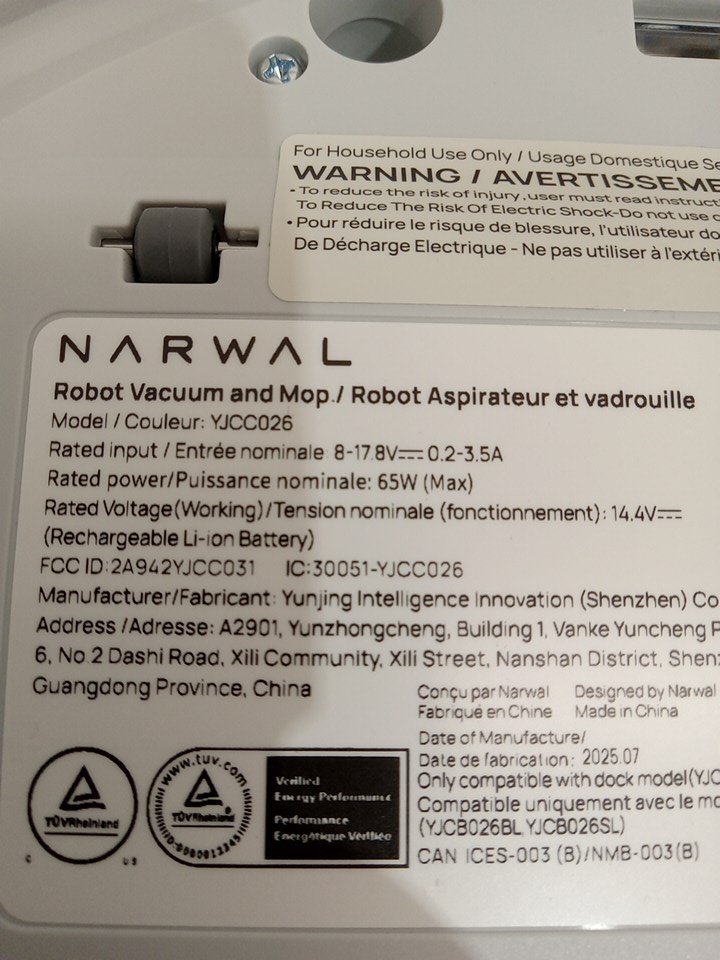 For Household Use Only / Usage Domestique
WARNING / AVERTISSEME
• To reduce the risk of injury, user must read instruct
To Reduce The Risk Of Electric Shock-Do not use
• Pour réduire le risque de blessure, l'utilisateur
De Décharge Electrique - Ne pas utiliser à l'extéri
NARWAL
Robot Vacuum and Mop./ Robot Aspirateur et vadrouille
Model / Couleur: YJCC026
Rated input / Entrée nominale 8-17.8V⎓0.2-3.5A
Rated power/Puissance nominale: 65W (Max)
Rated Voltage(Working)/Tension nominale (fonctionnement): 14.4V⎓
(Rechargeable Li-ion Battery)
FCC ID:2A942YJCC031 IC:30051-YJCC026
Manufacturer/Fabricant: Yunjing Intelligence Innovation (Shenzhen) Co
Address /Adresse: A2901, Yunzhongcheng, Building 1, Vanke Yuncheng P
6, No.2 Dashi Road, Xili Community, Xili Street, Nanshan District, Shen
Guangdong Province, China
Conçu par Narwal Designed by Narwal
Fabriqué en Chine Made in China
Date of Manufacture/
Date de fabrication: 2025.07
Only compatible with dock model(YJC
Compatible uniquement avec le mo
(YJCB026BL YJCB026SL)
CAN ICES-003 (B)/NMB-003(B)
TÜVRheinland
C US
www.tuv.com
TÜVRheinland
Verified
Energy Performance
Performance
Energétique Vérifiée